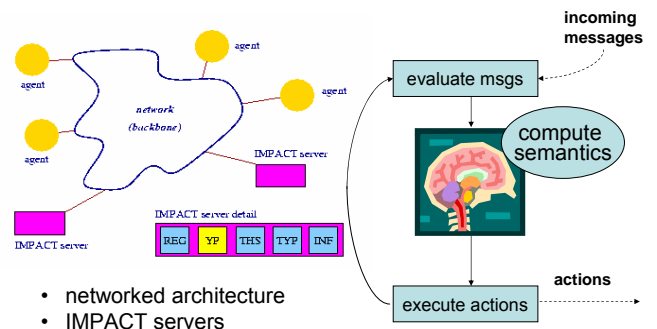 agent
agent
agent
agent
network
(backbone)
IMPACT server
IMPACT server
IMPACT server detail
REG YP THS TYP INF
• networked architecture
• IMPACT servers
incoming
messages
evaluate msgs
compute
semantics
execute actions
actions